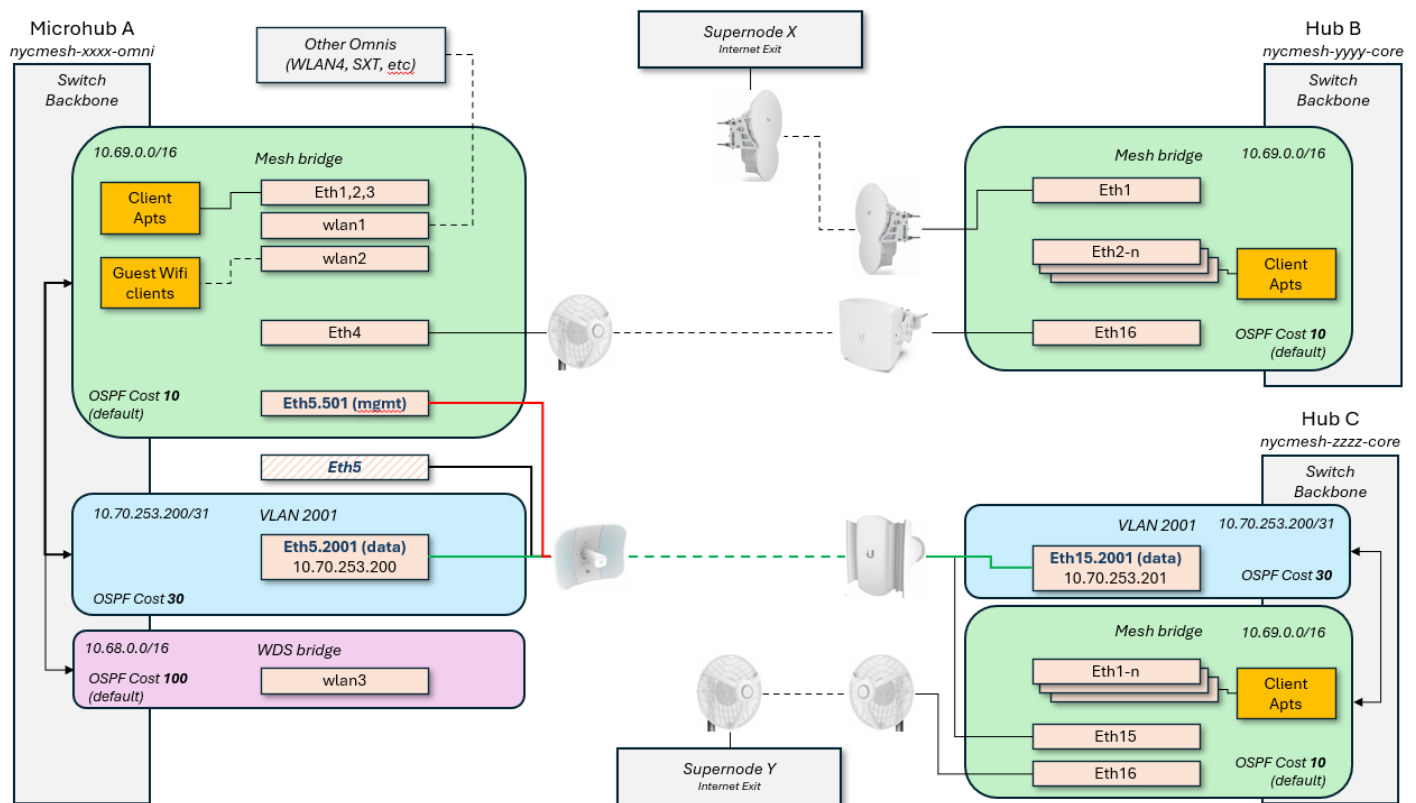 Microhub A
nycmesh-xxxx-omni
Switch
Backbone
Other Omnis
(WLAN4, SXT, etc)
Supernode X
Internet Exit
Hub B
nycmesh-yyyy-core
Switch
Backbone
10.69.0.0/16
Mesh bridge
Client
Apts
Eth1,2,3
wlan1
wlan2
Guest Wifi
clients
Eth4
OSPF Cost 10
(default)
Eth5.501 (mgmt)
Eth5
Mesh bridge
10.69.0.0/16
Eth1
Eth2-n
Client
Apts
Eth16
OSPF Cost 10
(default)
U
Hub C
nycmesh-zzzz-core
Switch
Backbone
10.70.253.200/31
VLAN 2001
Eth5.2001 (data)
10.70.253.200
OSPF Cost 30
U
VLAN 2001
10.70.253.200/31
Eth15.2001 (data)
10.70.253.201
OSPF Cost 30
10.68.0.0/16
WDS bridge
OSPF Cost 100
(default)
wlan3
Mesh bridge
10.69.0.0/16
Eth1-n
Client
Apts
Eth15
Eth16
OSPF Cost 10
(default)
Supernode Y
Internet Exit